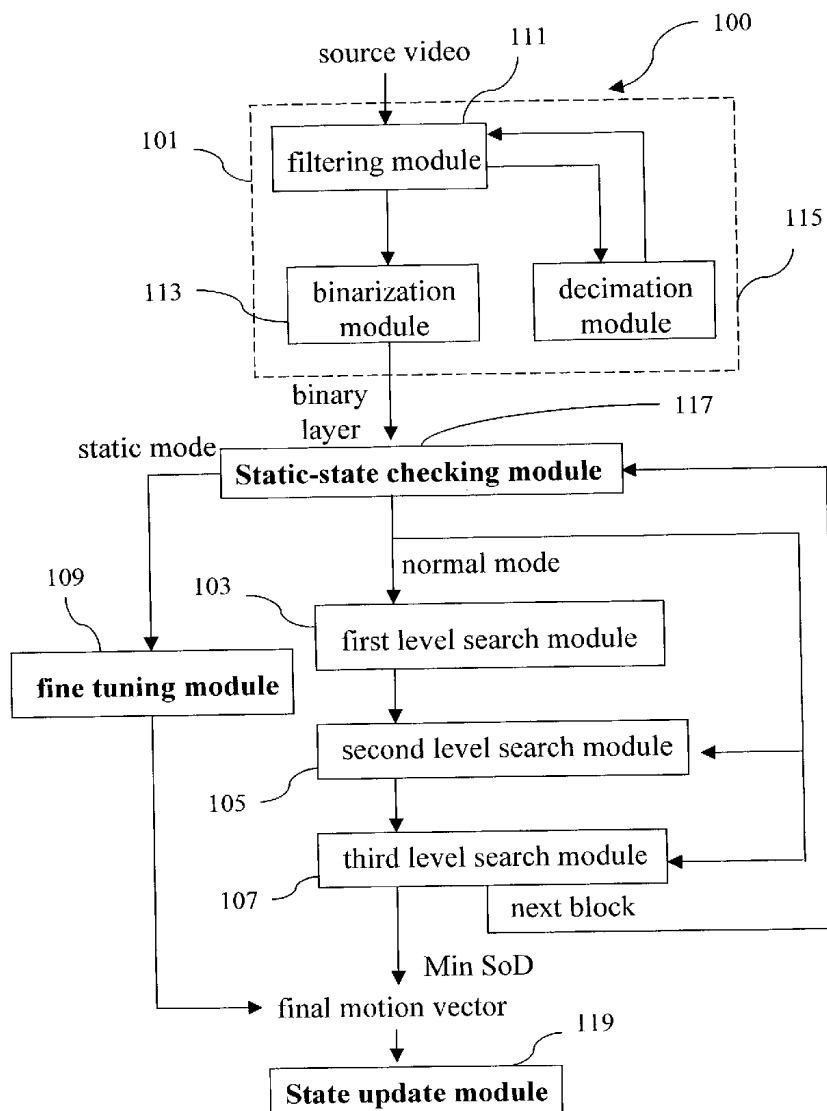 100
111
source video
101
filtering module
115
113
binarization
module
decimation
module
binary
layer
117
static mode
Static-state checking module
normal mode
109
103
first level search module
fine tuning module
second level search module
105
third level search module
107
next block
Min SoD
final motion vector
119
State update module